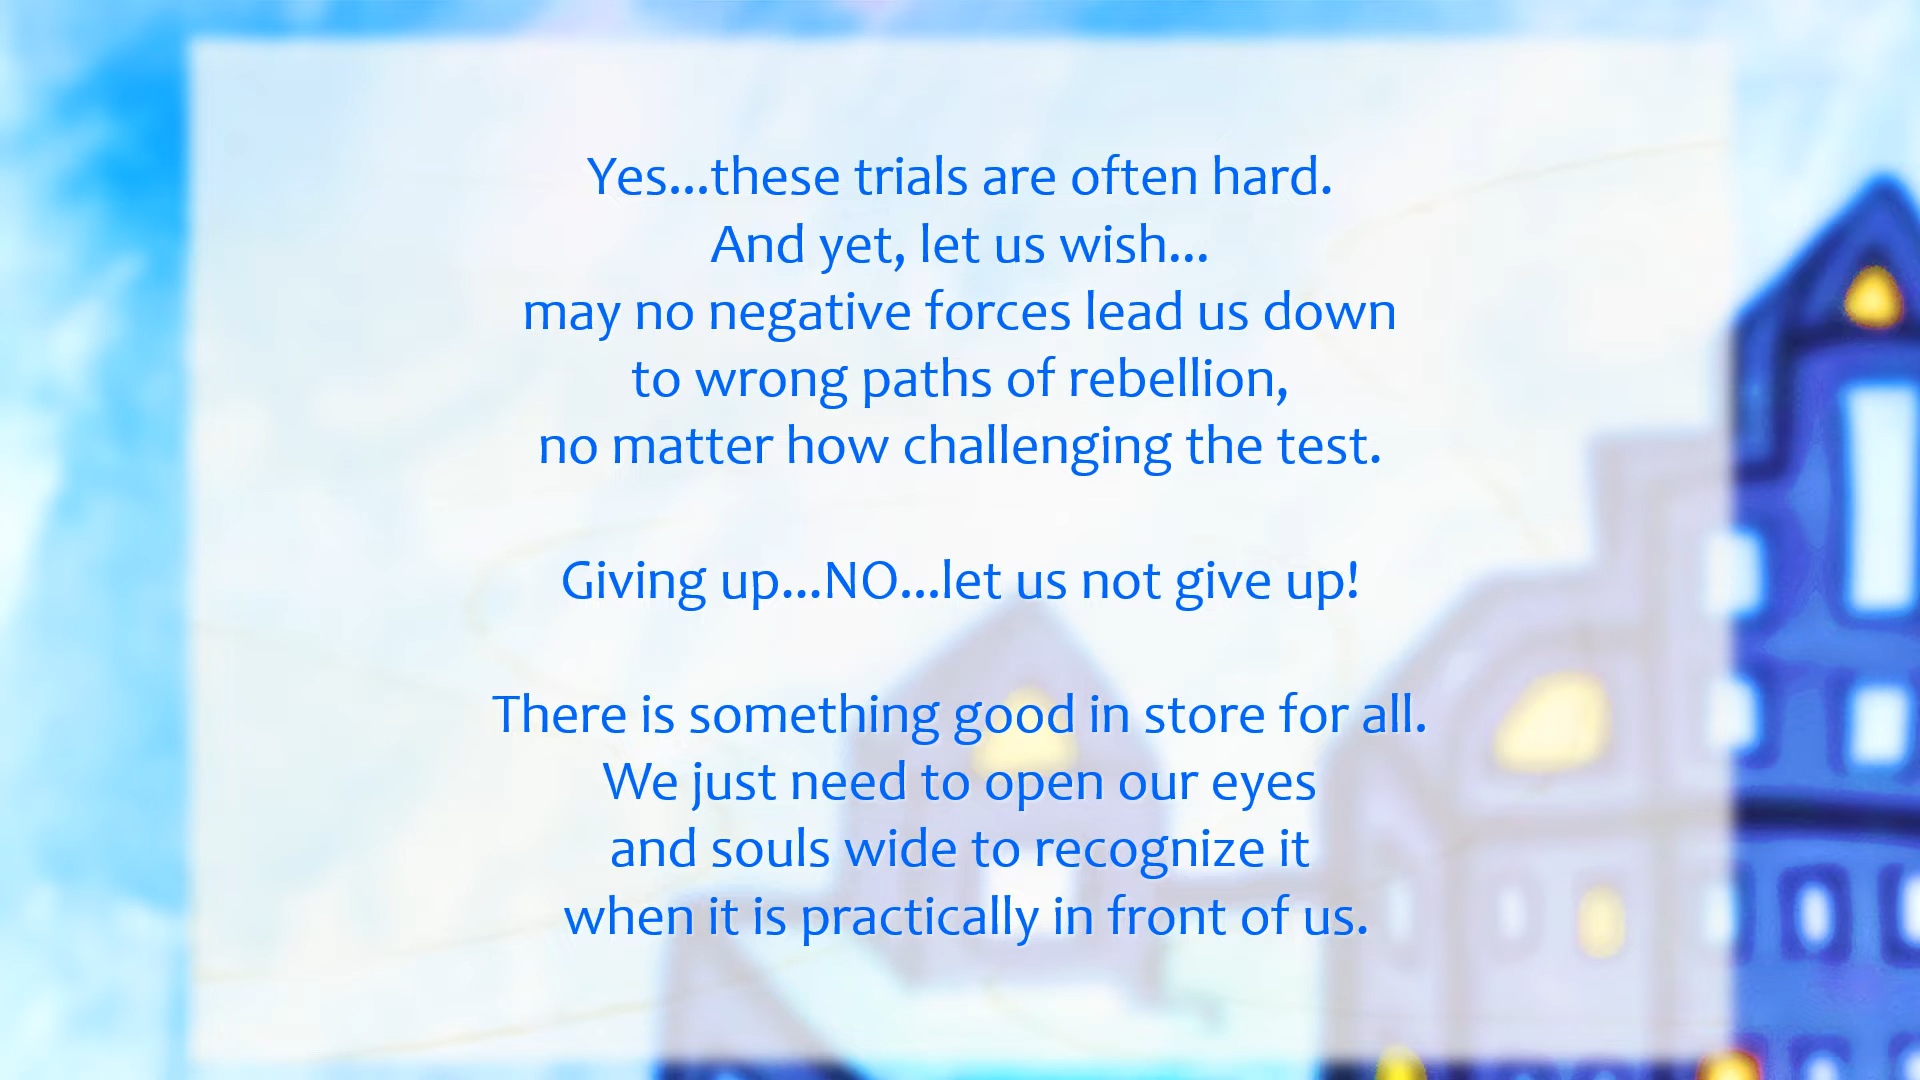 Yes...these trials are often hard.
And yet, let us wish...
may no negative forces lead us down
to wrong paths of rebellion,
no matter how challenging the test.
Giving up...NO...let us not give up!
There is something good in store for all.
We just need to open our eyes
and souls wide to recognize it
when it is practically in front of us.